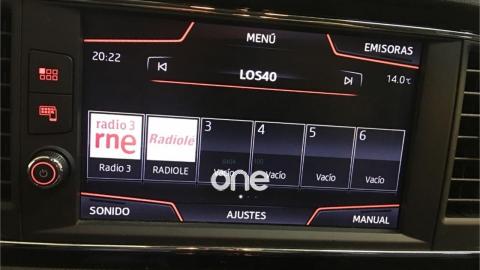 MENÚ
EMISORAS
20:22
LOS40
14.0°C
radio 3
rne
Radio 3
Radiolé
RADIOLE
3
Vacío
4
Vacío
5
Vacío
6
Vacío
one
SONIDO
AJUSTES
MANUAL